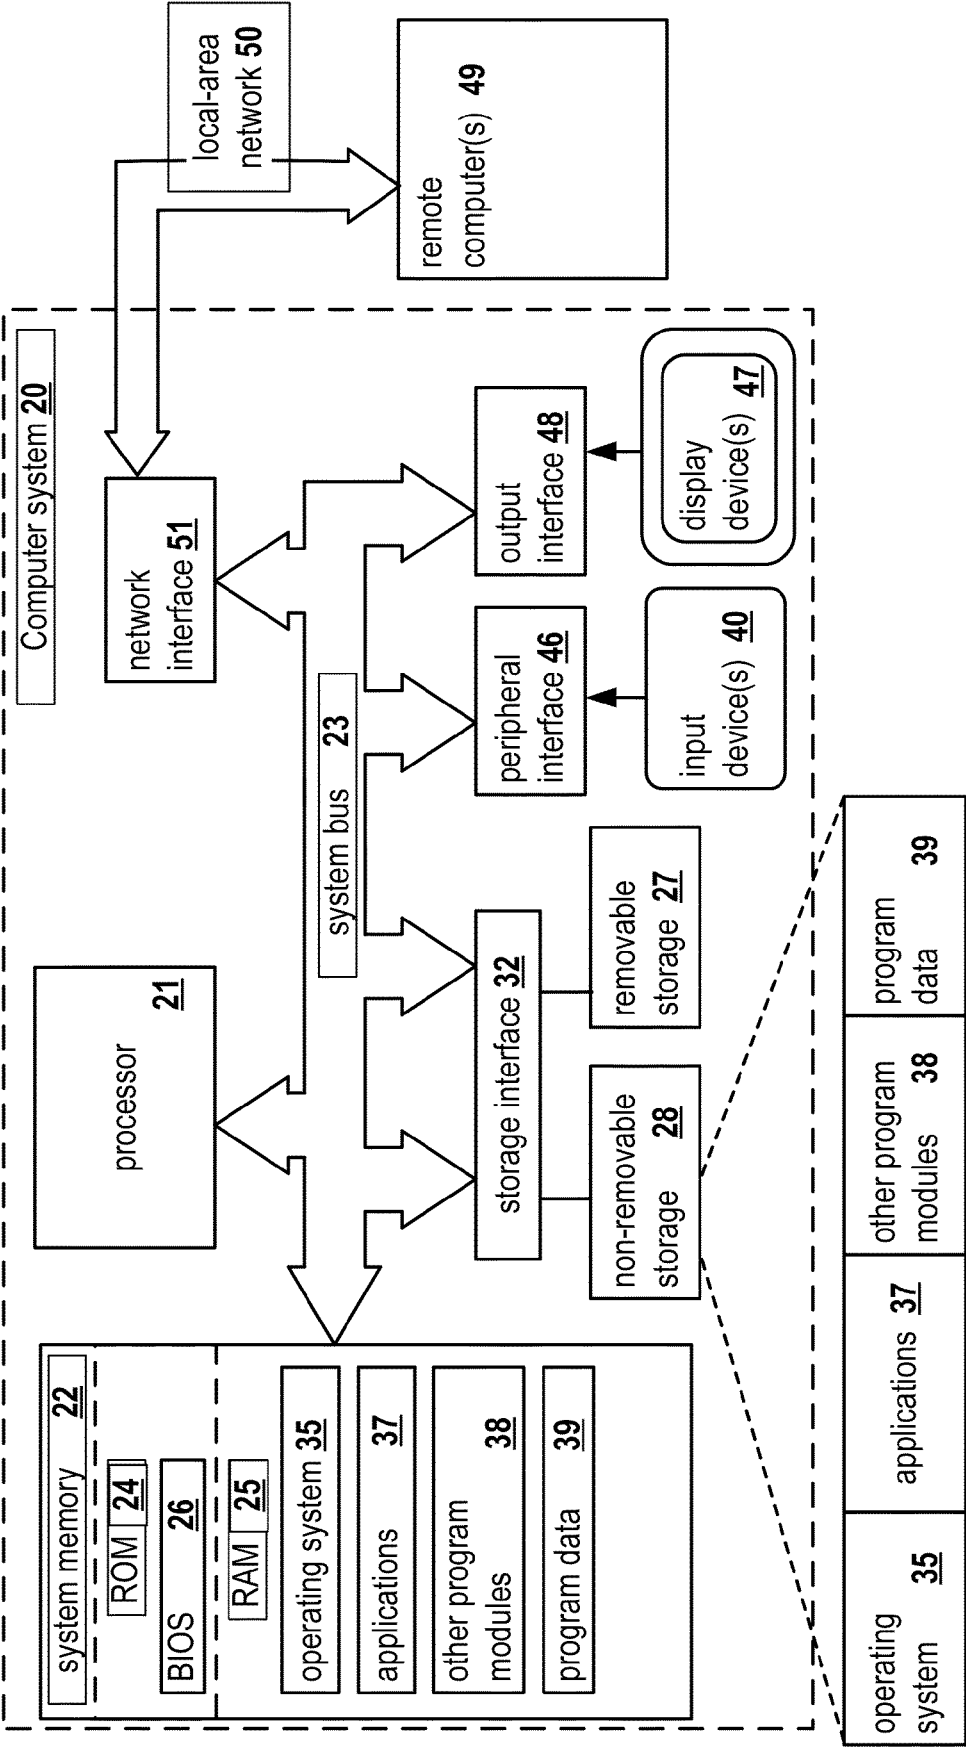 Computer system 20
system memory 22
ROM 24
BIOS 26
RAM 25
operating system 35
applications 37
other program
modules 38
program data 39
processor 21
system bus 23
network
interface 51
local-area
network 50
remote
computer(s) 49
storage interface 32
peripheral
interface 46
output
interface 48
non-removable
storage 28
removable
storage 27
input
device(s) 40
display
device(s) 47
operating
system 35
applications 37
other program
modules 38
program
data 39